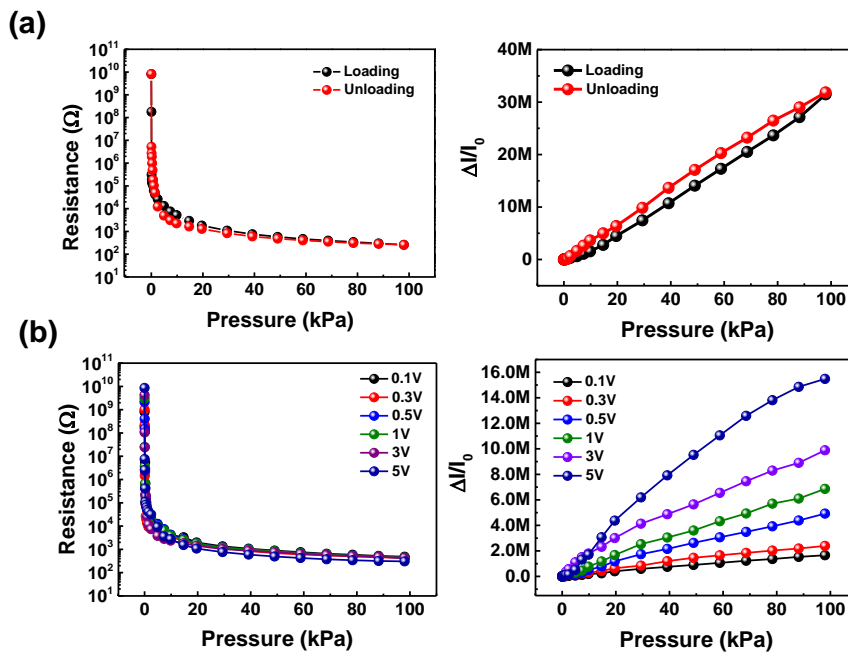 (a)
10^11
10^10
10^9
10^8
10^7
10^6
10^5
10^4
10^3
10^2
10^1
Resistance (Ω)
Loading
Unloading
0 20 40 60 80 100
Pressure (kPa)
40M
30M
20M
10M
0
ΔI/I₀
Loading
Unloading
0 20 40 60 80 100
Pressure (kPa)
(b)
10^11
10^10
10^9
10^8
10^7
10^6
10^5
10^4
10^3
10^2
10^1
Resistance (Ω)
0.1V
0.3V
0.5V
1V
3V
5V
0 20 40 60 80 100
Pressure (kPa)
16.0M
14.0M
12.0M
10.0M
8.0M
6.0M
4.0M
2.0M
0.0
ΔI/I₀
0.1V
0.3V
0.5V
1V
3V
5V
0 20 40 60 80 100
Pressure (kPa)